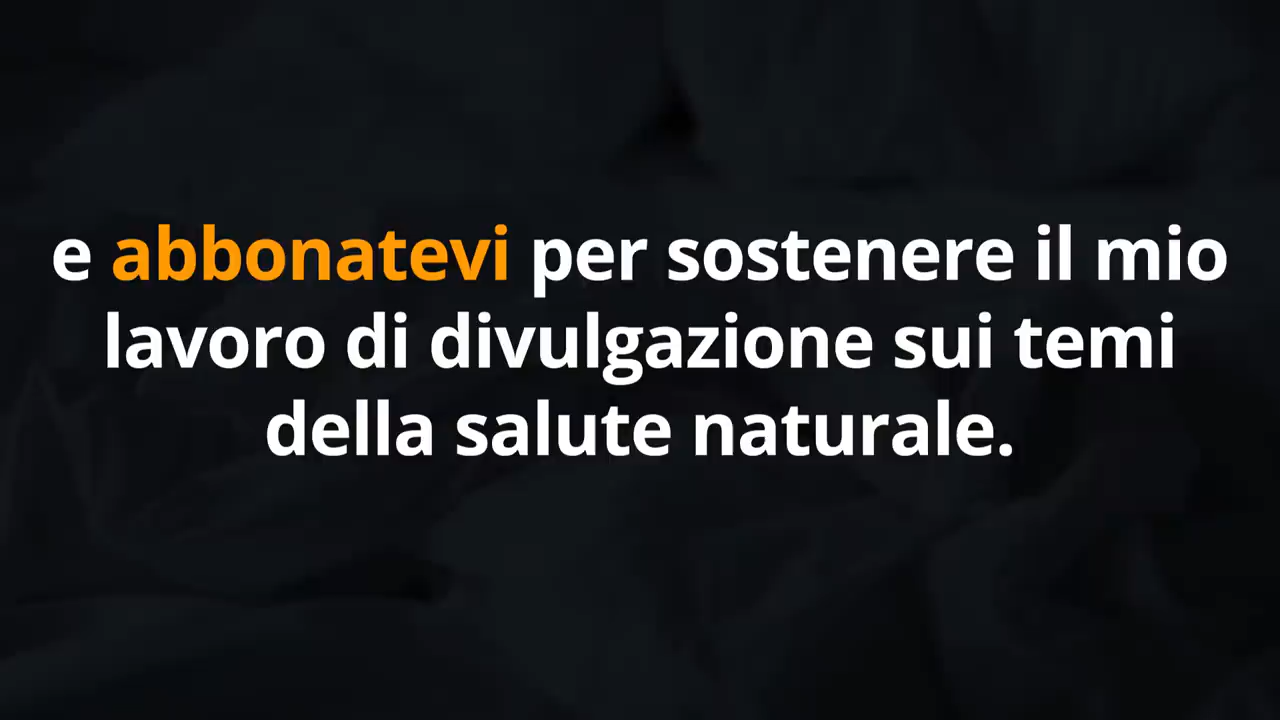 e abbonatevi per sostenere il mio
lavoro di divulgazione sui temi
della salute naturale.